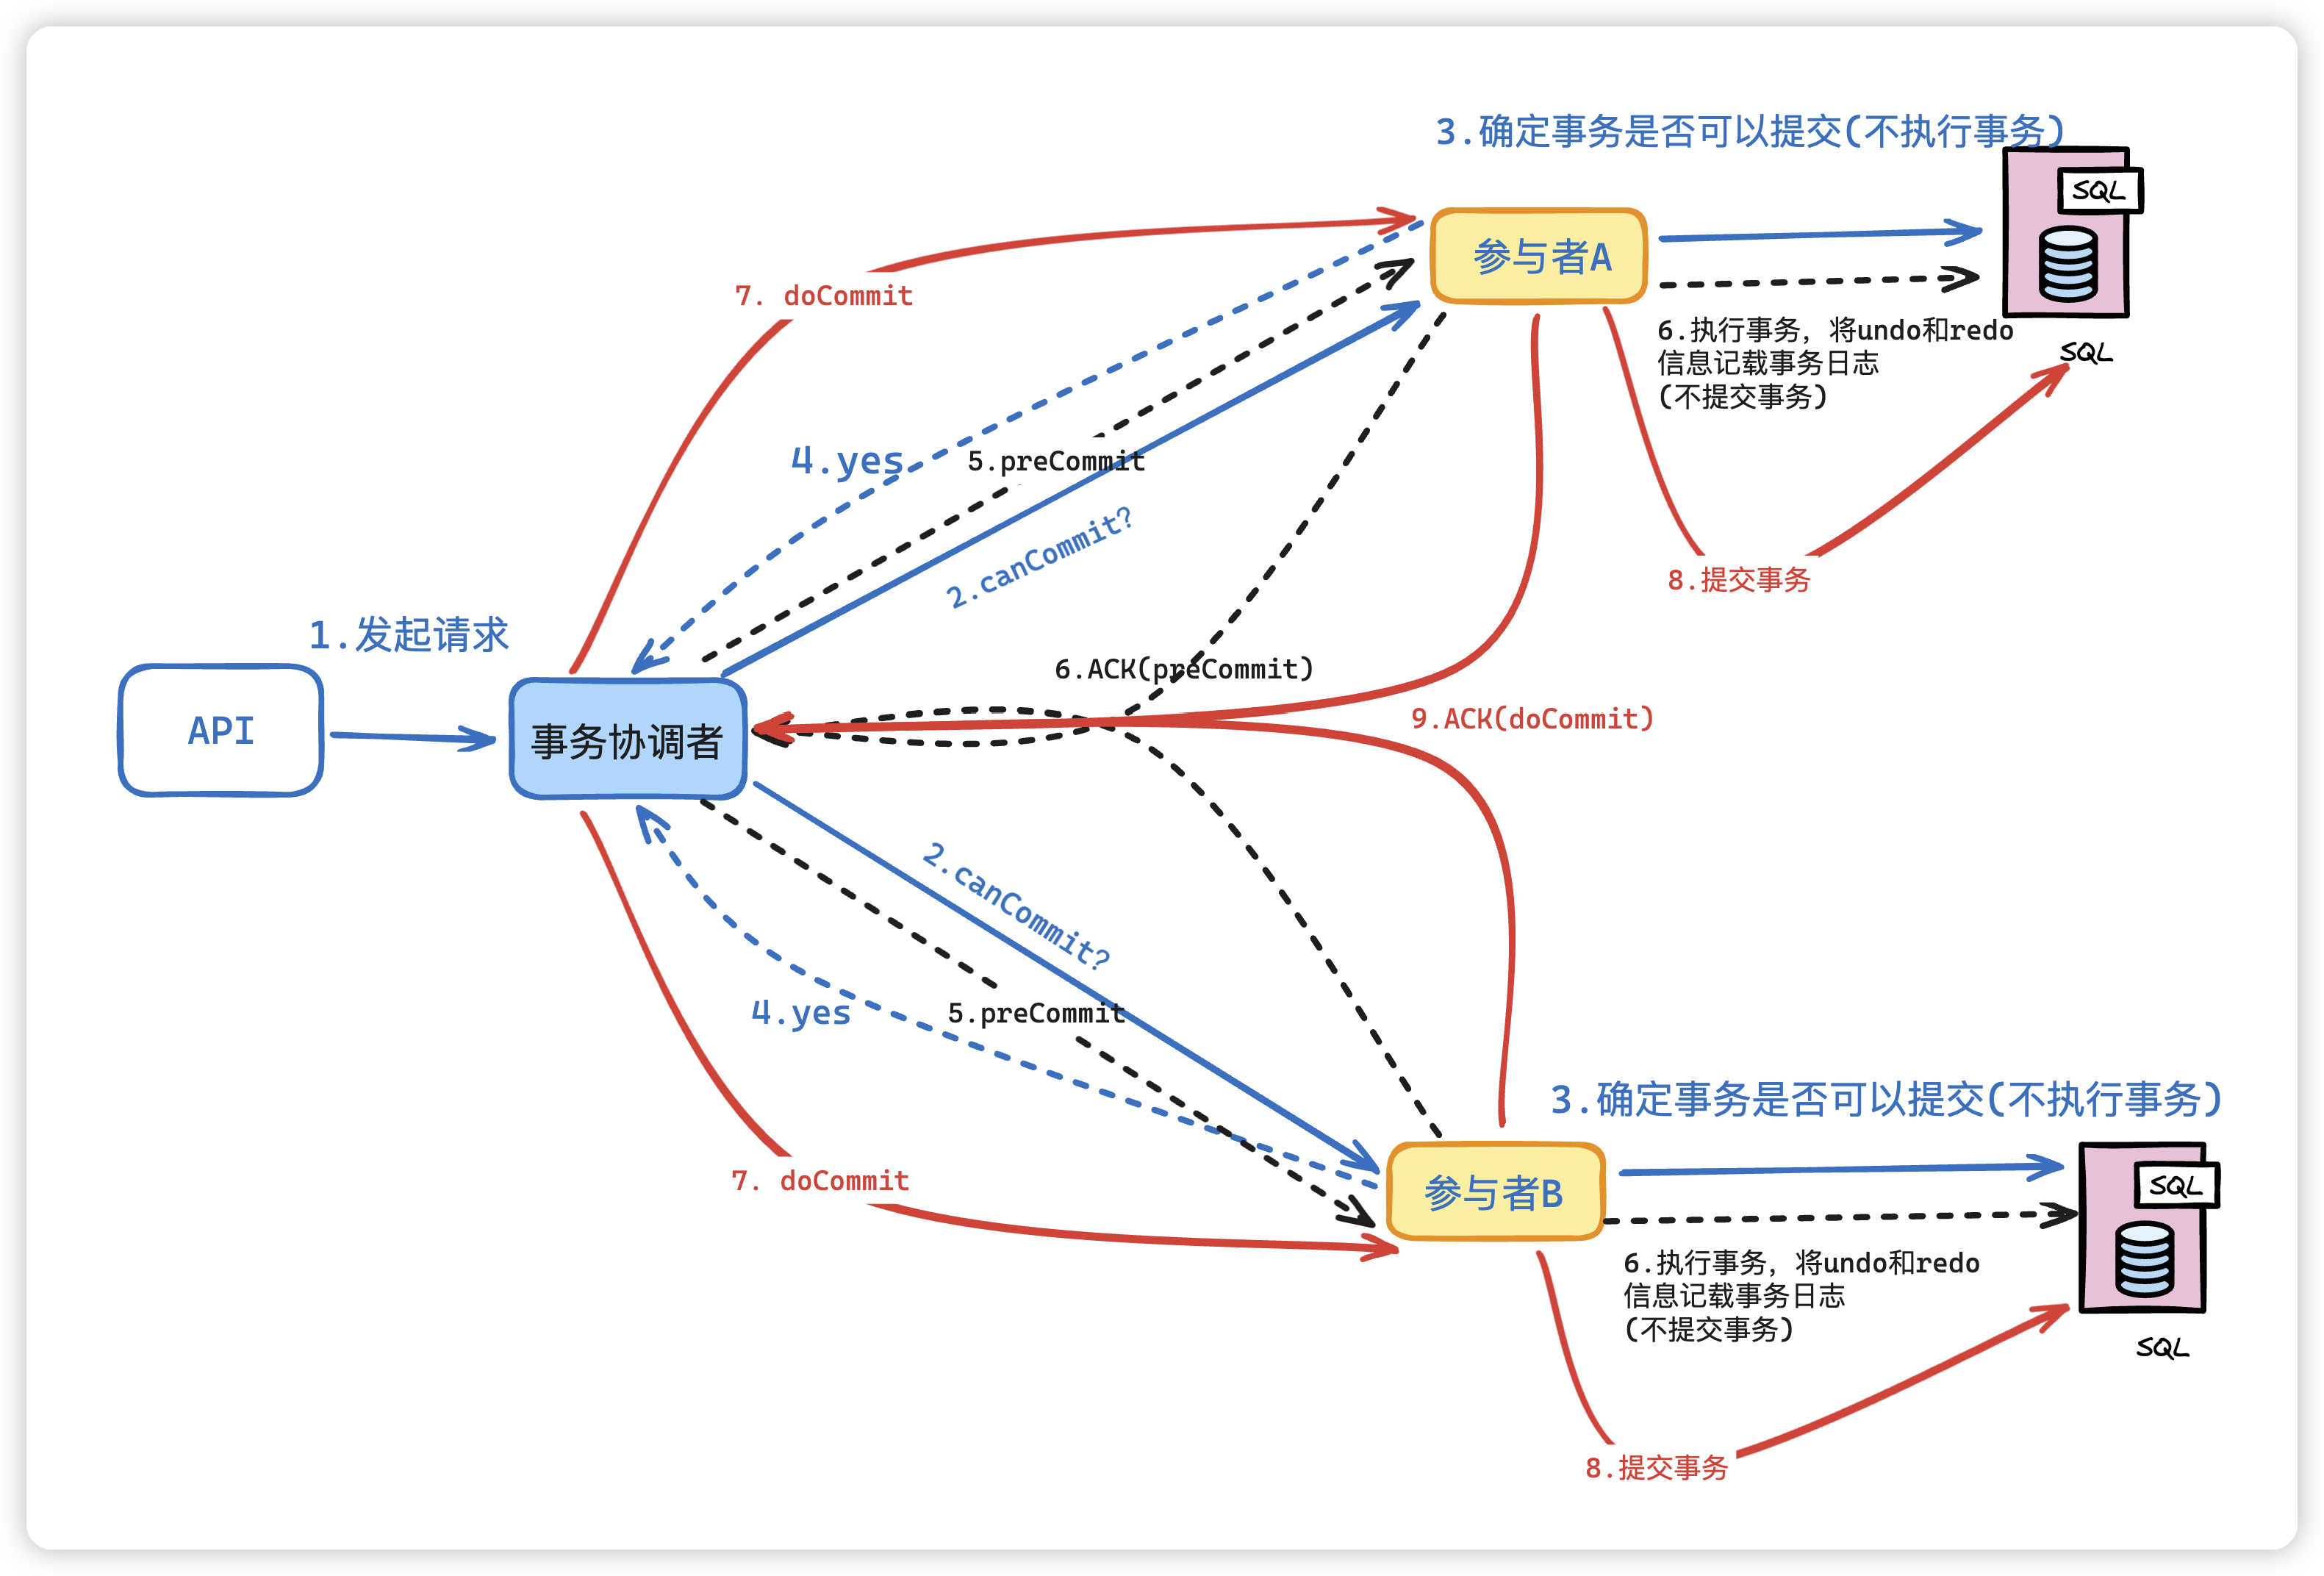 3.确定事务是否可以提交(不执行事务)
SQL
参与者A
7. doCommit
6.执行事务，将undo和redo
信息记载事务日志
(不提交事务)
SQL
4.yes
5.preCommit
2.canCommit?
8.提交事务
1.发起请求
6.ACK(preCommit)
9.ACK(doCommit)
API
事务协调者
2.canCommit?
4.yes
5.preCommit
3.确定事务是否可以提交(不执行事务)
7. doCommit
参与者B
SQL
6.执行事务，将undo和redo
信息记载事务日志
(不提交事务)
SQL
8.提交事务